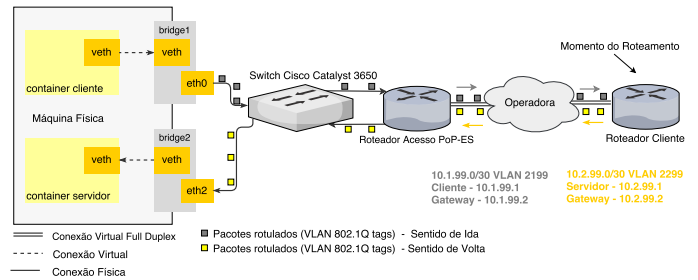 bridge1
veth
veth
container cliente
eth0
Máquina Física
bridge2
veth
veth
container servidor
eth2
Switch Cisco Catalyst 3650
Roteador Acesso PoP-ES
Operadora
Momento do Roteamento
Roteador Cliente
10.1.99.0/30 VLAN 2199
Cliente - 10.1.99.1
Gateway - 10.1.99.2
10.2.99.0/30 VLAN 2299
Servidor - 10.2.99.1
Gateway - 10.2.99.2
Conexão Virtual Full Duplex
Conexão Virtual
Conexão Física
Pacotes rotulados (VLAN 802.1Q tags) - Sentido de Ida
Pacotes rotulados (VLAN 802.1Q tags) - Sentido de Volta